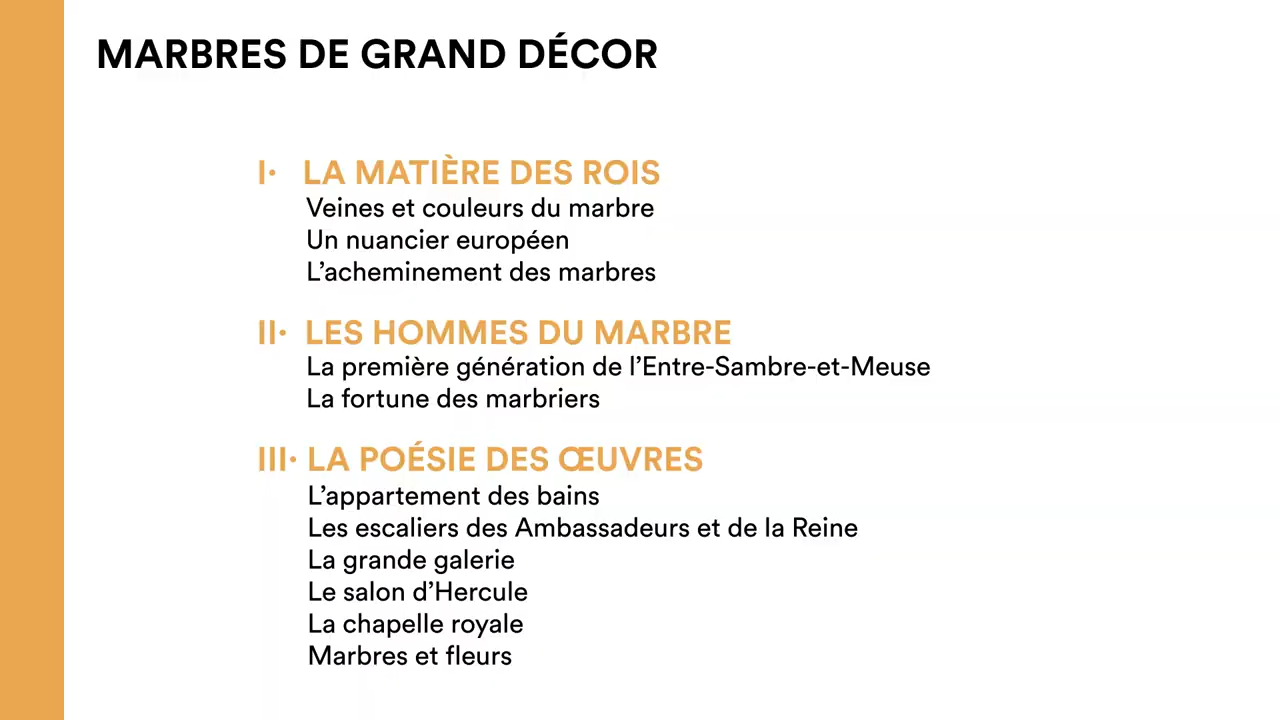 MARBRES DE GRAND DÉCOR
I· LA MATIÈRE DES ROIS
Veines et couleurs du marbre
Un nuancier européen
L’acheminement des marbres
II· LES HOMMES DU MARBRE
La première génération de l’Entre-Sambre-et-Meuse
La fortune des marbriers
III· LA POÉSIE DES ŒUVRES
L’appartement des bains
Les escaliers des Ambassadeurs et de la Reine
La grande galerie
Le salon d’Hercule
La chapelle royale
Marbres et fleurs